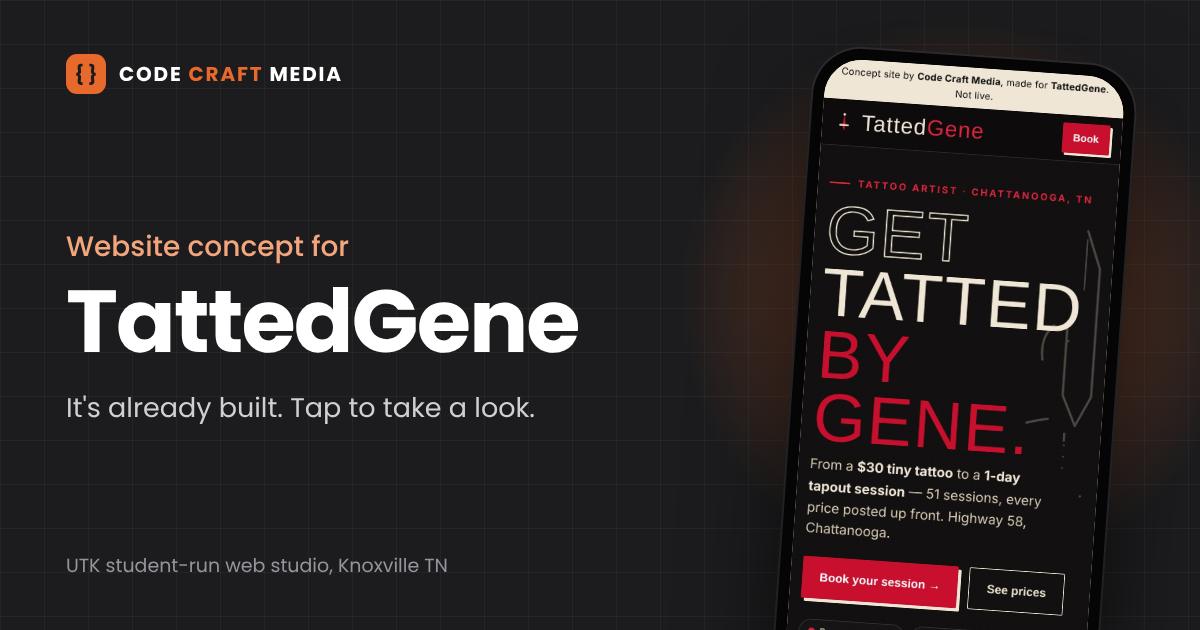 { } CODE CRAFT MEDIA
Website concept for
TattedGene
It's already built. Tap to take a look.
UTK student-run web studio, Knoxville TN
Concept site by Code Craft Media, made for TattedGene.
Not live.
TattedGene
Book
TATTOO ARTIST · CHATTANOOGA, TN
GET
TATTED
BY
GENE.
From a $30 tiny tattoo to a 1-day
tapout session — 51 sessions, every
price posted up front. Highway 58,
Chattanooga.
Book your session →
See prices